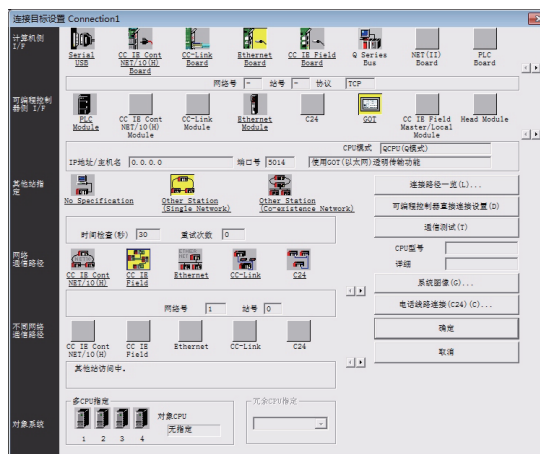 连接目标设置 Connection1
计算机侧
I/F
Serial
USB
CC IE Cont
NET/10(H)
Board
CC-Link
Board
Ethernet
Board
CC IE Field
Board
Q Series
Bus
NET(II)
Board
PLC
Board
网络号 - 站号 - 协议 TCP
可编程控制
器侧 I/F
PLC
Module
CC IE Cont
NET/10(H)
Module
CC-Link
Module
Ethernet
Module
C24
GOT
CC IE Field
Master/Local
Module
Head Module
CPU模式 QCPU(Q模式)
IP地址/主机名 0. 0. 0. 0 端口号 5014 使用GOT(以太网)透明传输功能
其他站指
定
No Specification
Other Station
(Single Network)
Other Station
(Co-existence Network)
时间检查(秒) 30 重试次数 0
连接路径一览(L)...
可编程控制器直接连接设置(D)
通信测试(T)
CPU型号
详细
系统图像(G)...
电话线路连接(C24)(C)...
确定
取消
网络
通信路径
CC IE Cont
NET/10(H)
CC IE
Field
Ethernet
CC-Link
C24
网络号 1 站号 0
不同网络
通信路径
CC IE Cont
NET/10(H)
CC IE
Field
Ethernet
CC-Link
C24
其他站访问中。
对象系统
多CPU指定
1 2 3 4
对象CPU
无指定
冗余CPU指定